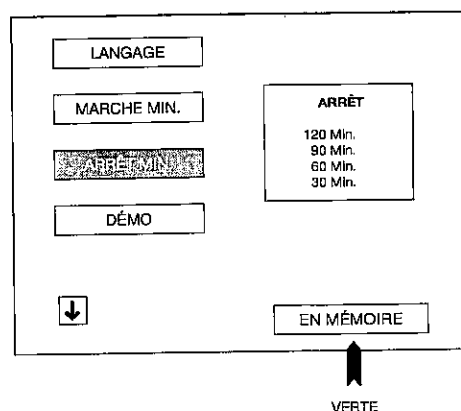 LANGAGE
MARCHE MIN.
ARRÊT MIN.
DÉMO
ARRÊT
120 Min.
90 Min.
60 Min.
30 Min.
EN MÉMOIRE
VERTE